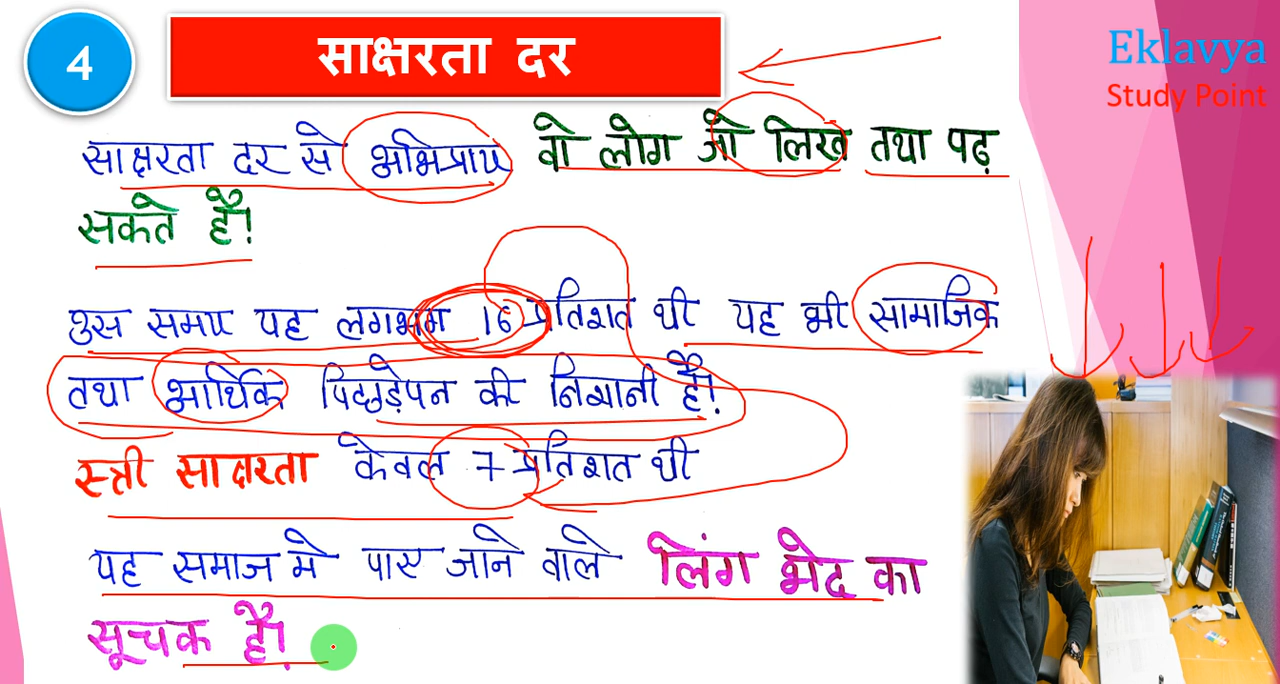 4
साक्षरता दर
Eklavya
Study Point
साक्षरता दर से अभिप्राय वो लोग जो लिख तथा पढ़
सकते हैं।
उस समय यह लगभग 16 प्रतिशत थी यह भी सामाजिक
तथा आर्थिक पिछड़ेपन की निशानी है।
स्त्री साक्षरता केवल 7 प्रतिशत थी
यह समाज मे पाए जाने वाले लिंग भेद का
सूचक है।